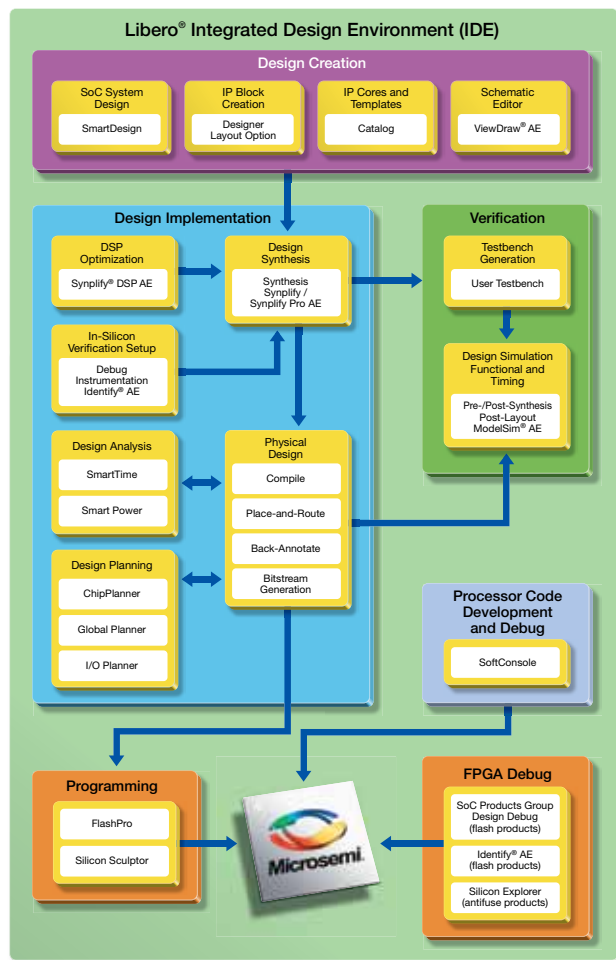 Libero® Integrated Design Environment (IDE)
Design Creation
SoC System
Design
SmartDesign
IP Block
Creation
Designer
Layout Option
IP Cores and
Templates
Catalog
Schematic
Editor
ViewDraw® AE
Design Implementation
DSP
Optimization
Synplify® DSP AE
Design
Synthesis
Synthesis
Synplify /
Synplify Pro AE
In-Silicon
Verification Setup
Debug
Instrumentation
Identify® AE
Design Analysis
SmartTime
Smart Power
Physical
Design
Compile
Place-and-Route
Back-Annotate
Bitstream
Generation
Design Planning
ChipPlanner
Global Planner
I/O Planner
Verification
Testbench
Generation
User Testbench
Design Simulation
Functional and
Timing
Pre-/Post-Synthesis
Post-Layout
ModelSim® AE
Processor Code
Development
and Debug
SoftConsole
Programming
FlashPro
Silicon Sculptor
Microsemi.
FPGA Debug
SoC Products Group
Design Debug
(flash products)
Identify® AE
(flash products)
Silicon Explorer
(antifuse products)